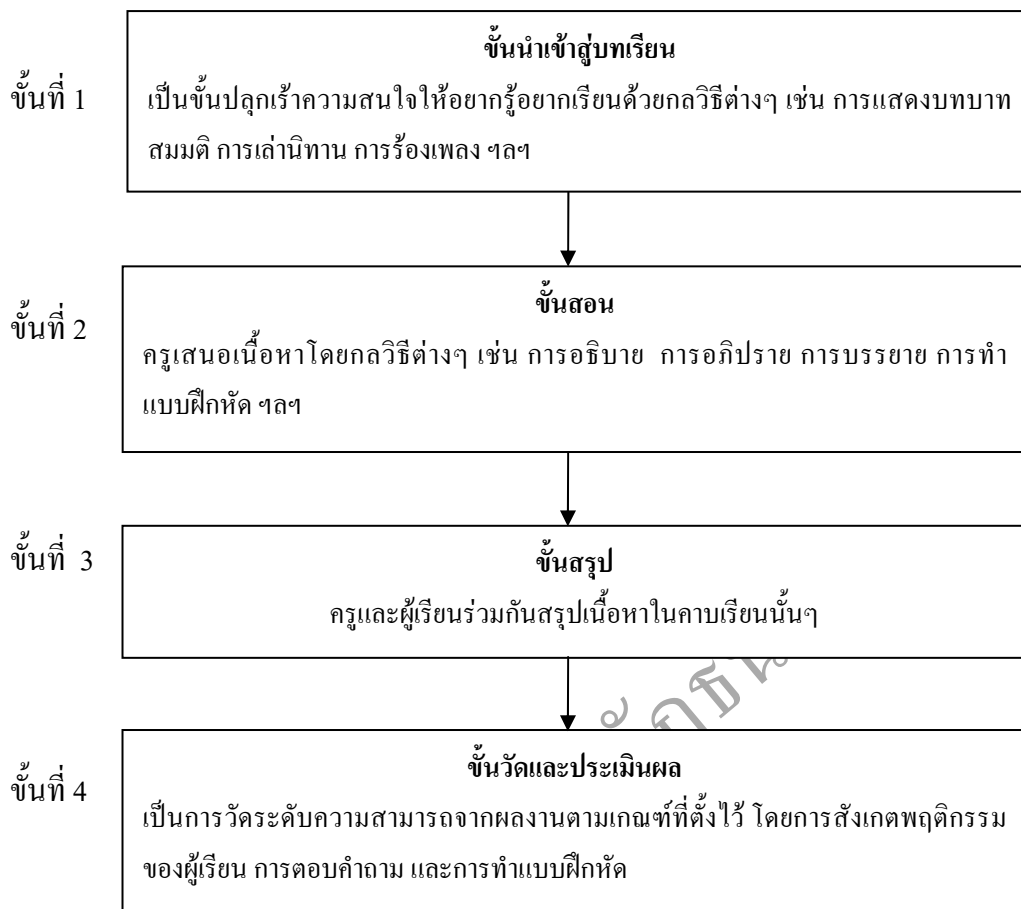 ขั้นนำเข้าสู่บทเรียน
ขั้นที่ 1
เป็นขั้นปลุกเร้าความสนใจให้อยากรู้อยากเรียนด้วยกลวิธีต่างๆ เช่น การแสดงบทบาท
สมมติ การเล่านิทาน การร้องเพลง ฯลฯ
ขั้นสอน
ขั้นที่ 2
ครูเสนอเนื้อหาโดยกลวิธีต่างๆ เช่น การอธิบาย การอภิปราย การบรรยาย การทำ
แบบฝึกหัด ฯลฯ
ขั้นที่ 3
ขั้นสรุป
ครูและผู้เรียนร่วมกันสรุปเนื้อหาในคาบเรียนนั้นๆ
ขั้นวัดและประเมินผล
ขั้นที่ 4
เป็นการวัดระดับความสามารถจากผลงานตามเกณฑ์ที่ตั้งไว้ โดยการสังเกตพฤติกรรม
ของผู้เรียน การตอบคำถาม และการทำแบบฝึกหัด